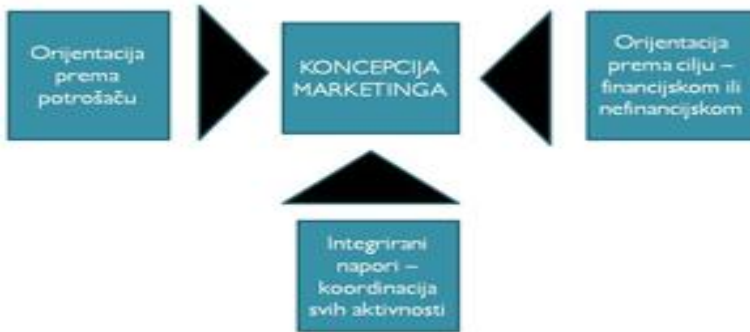 Orijentacija
prema
potrošaču
KONCEPCIJA
MARKETINGA
Orijentacija
prema cilju –
financijskom ili
nefinancijskom
Integrirani
napori –
koordinacija
svih aktivnosti